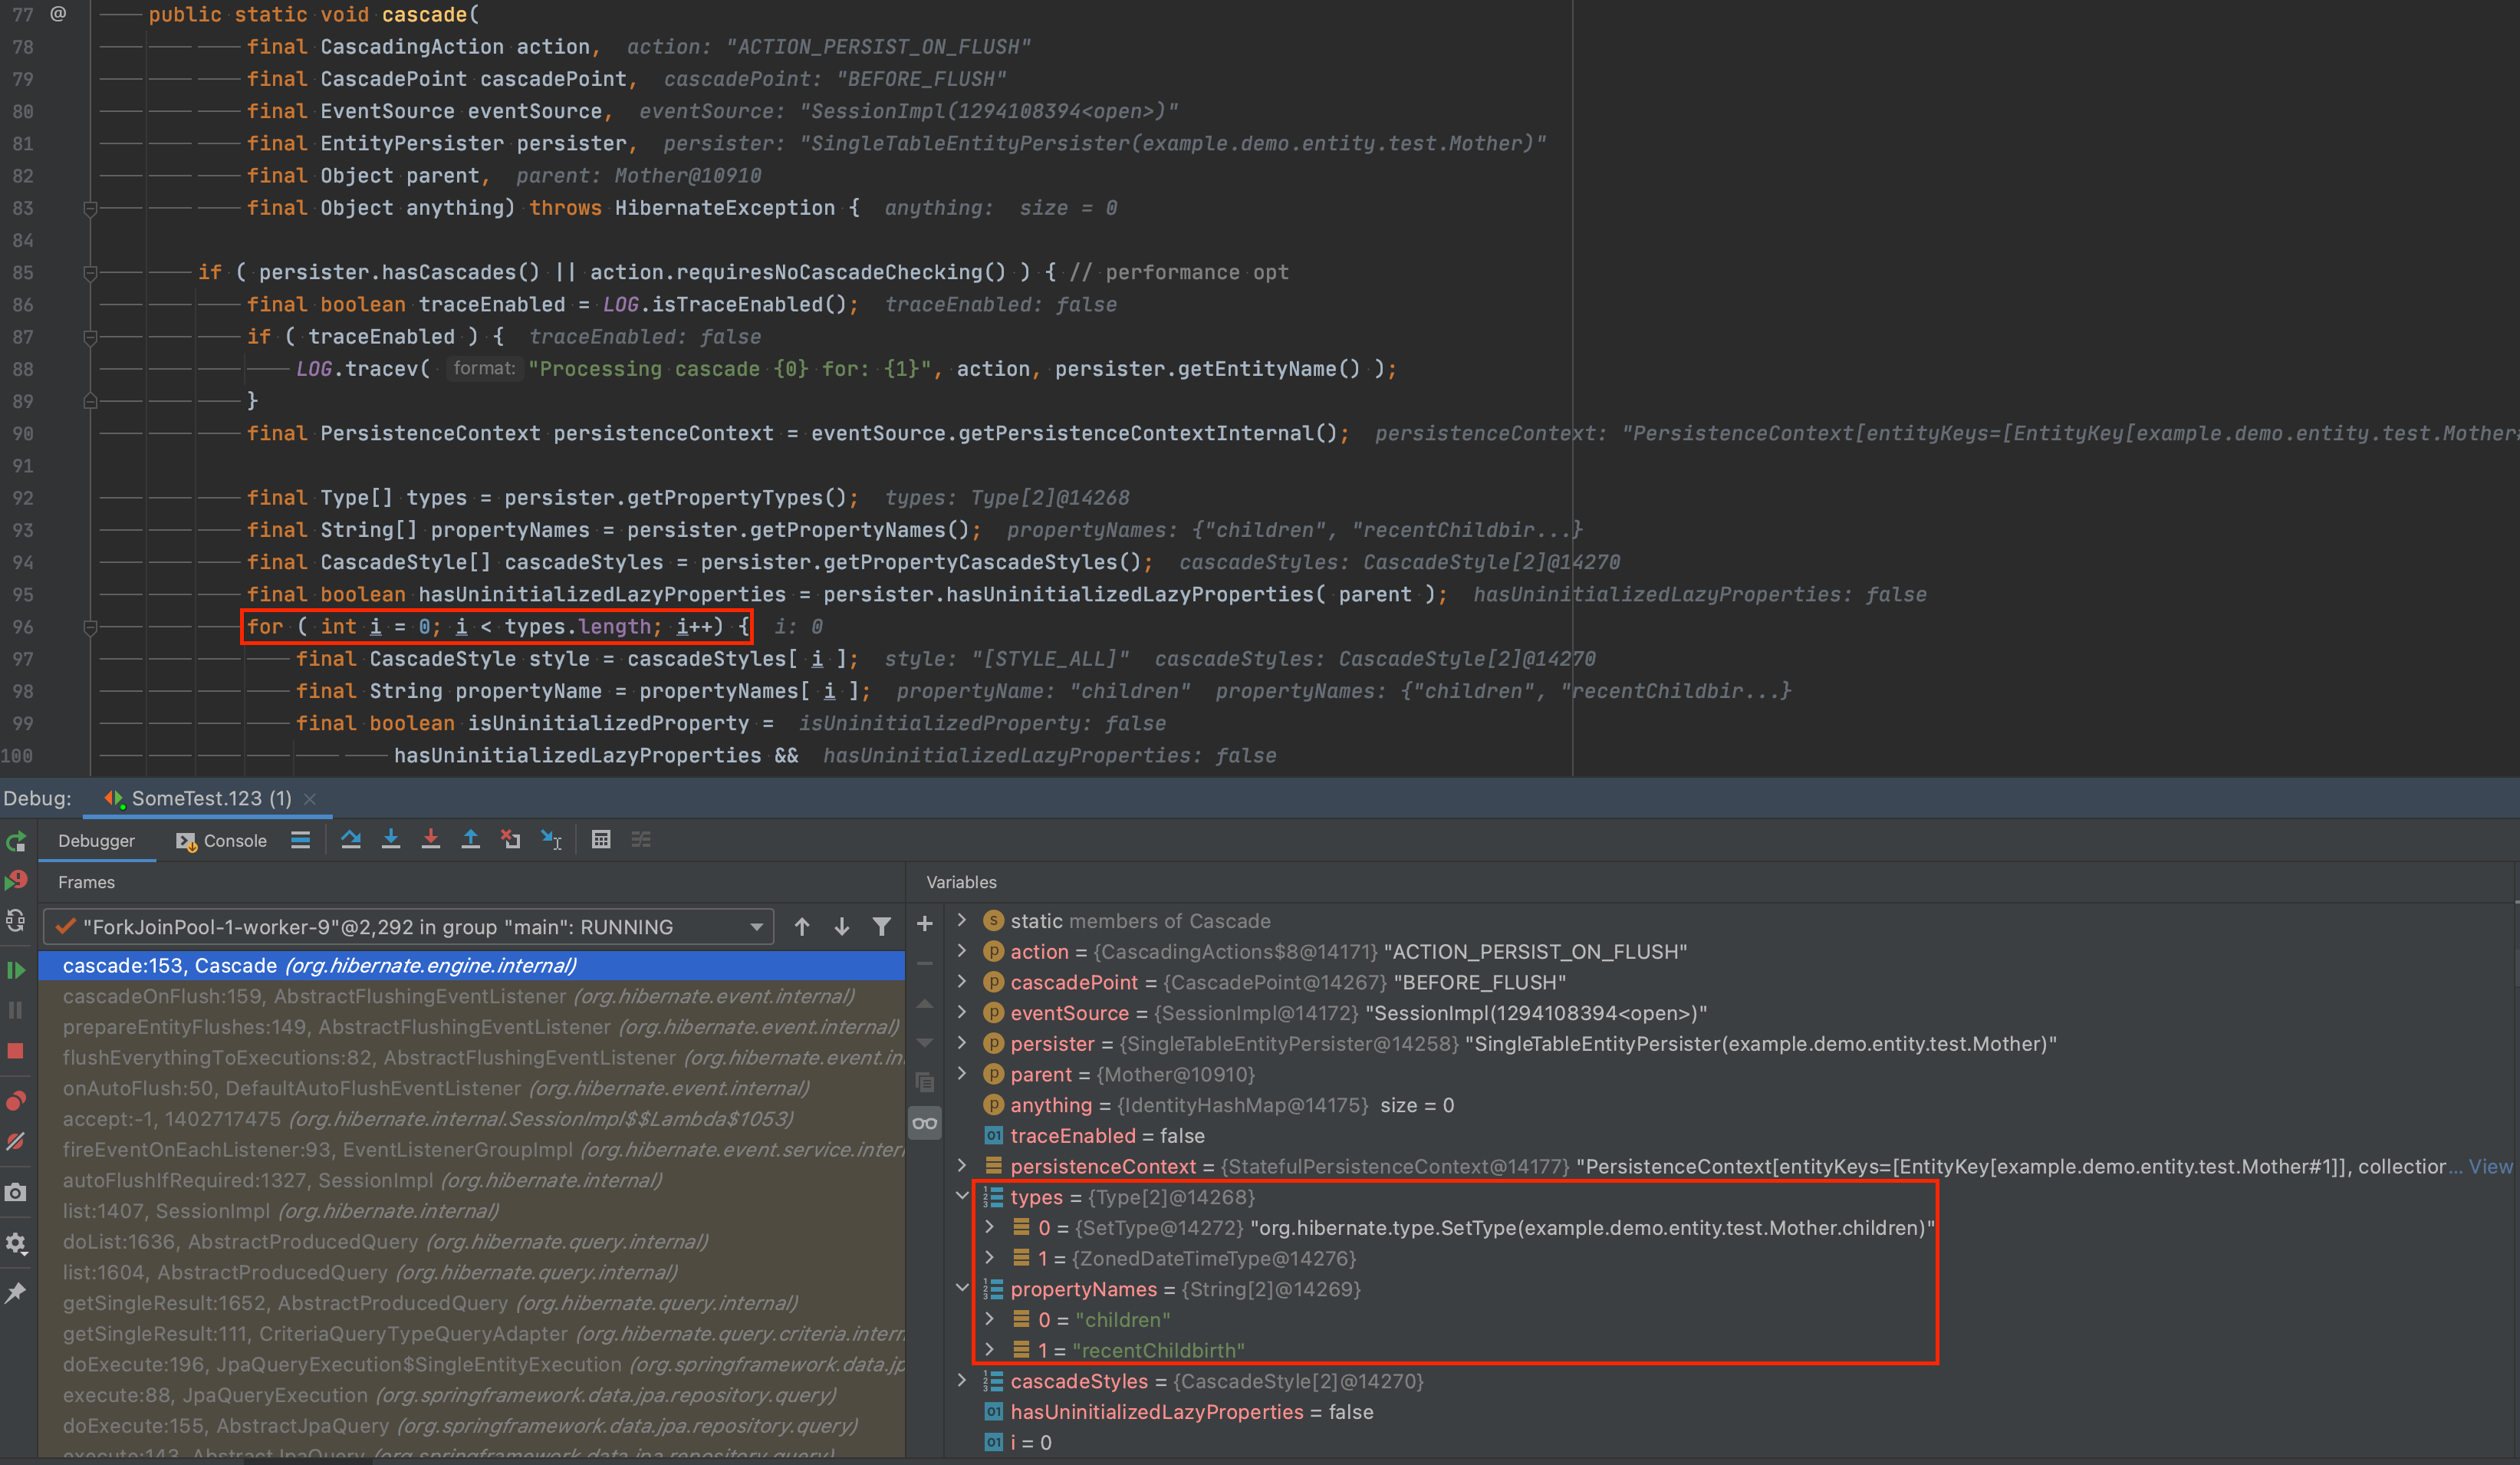 77 @ public static void cascade(
78 final CascadingAction action, action: "ACTION_PERSIST_ON_FLUSH"
79 final CascadePoint cascadePoint, cascadePoint: "BEFORE_FLUSH"
80 final EventSource eventSource, eventSource: "SessionImpl(1294108394<open>)"
81 final EntityPersister persister, persister: "SingleTableEntityPersister(example.demo.entity.test.Mother)"
82 final Object parent, parent: Mother@10910
83 final Object anything) throws HibernateException { anything: size = 0
84
85 if ( persister.hasCascades() || action.requiresNoCascadeChecking() ) { // performance opt
86 final boolean traceEnabled = LOG.isTraceEnabled(); traceEnabled: false
87 if ( traceEnabled ) { traceEnabled: false
88 LOG.tracev( format: "Processing cascade {0} for: {1}", action, persister.getEntityName() );
89 }
90 final PersistenceContext persistenceContext = eventSource.getPersistenceContextInternal(); persistenceContext: "PersistenceContext[entityKeys=[EntityKey[example.demo.entity.test.Mother#
91
92 final Type[] types = persister.getPropertyTypes(); types: Type[2]@14268
93 final String[] propertyNames = persister.getPropertyNames(); propertyNames: {"children", "recentChildbir...}
94 final CascadeStyle[] cascadeStyles = persister.getPropertyCascadeStyles(); cascadeStyles: CascadeStyle[2]@14270
95 final boolean hasUninitializedLazyProperties = persister.hasUninitializedLazyProperties( parent ); hasUninitializedLazyProperties: false
96 for ( int i = 0; i < types.length; i++) { i: 0
97 final CascadeStyle style = cascadeStyles[ i ]; style: "[STYLE_ALL]" cascadeStyles: CascadeStyle[2]@14270
98 final String propertyName = propertyNames[ i ]; propertyName: "children" propertyNames: {"children", "recentChildbir...}
99 final boolean isUninitializedProperty = isUninitializedProperty: false
100 hasUninitializedLazyProperties && hasUninitializedLazyProperties: false
Debug: SomeTest.123 (1)
Debugger Console
Frames
"ForkJoinPool-1-worker-9"@2,292 in group "main": RUNNING
cascade:153, Cascade (org.hibernate.engine.internal)
cascadeOnFlush:159, AbstractFlushingEventListener (org.hibernate.event.internal)
prepareEntityFlushes:149, AbstractFlushingEventListener (org.hibernate.event.internal)
flushEverythingToExecutions:82, AbstractFlushingEventListener (org.hibernate.event.in
onAutoFlush:50, DefaultAutoFlushEventListener (org.hibernate.event.internal)
accept:-1, 1402717475 (org.hibernate.internal.SessionImpl$$Lambda$1053)
fireEventOnEachListener:93, EventListenerGroupImpl (org.hibernate.event.service.inter
autoFlushIfRequired:1327, SessionImpl (org.hibernate.internal)
list:1407, SessionImpl (org.hibernate.internal)
doList:1636, AbstractProducedQuery (org.hibernate.query.internal)
list:1604, AbstractProducedQuery (org.hibernate.query.internal)
getSingleResult:1652, AbstractProducedQuery (org.hibernate.query.internal)
getSingleResult:111, CriteriaQueryTypeQueryAdapter (org.hibernate.query.criteria.intern
doExecute:196, JpaQueryExecution$SingleEntityExecution (org.springframework.data.jp
execute:88, JpaQueryExecution (org.springframework.data.jpa.repository.query)
doExecute:155, AbstractJpaQuery (org.springframework.data.jpa.repository.query)
execute:143, AbstractJpaQuery (org.springframework.data.jpa.repository.query)
Variables
static members of Cascade
action = {CascadingActions$8@14171} "ACTION_PERSIST_ON_FLUSH"
cascadePoint = {CascadePoint@14267} "BEFORE_FLUSH"
eventSource = {SessionImpl@14172} "SessionImpl(1294108394<open>)"
persister = {SingleTableEntityPersister@14258} "SingleTableEntityPersister(example.demo.entity.test.Mother)"
parent = {Mother@10910}
anything = {IdentityHashMap@14175} size = 0
traceEnabled = false
persistenceContext = {StatefulPersistenceContext@14177} "PersistenceContext[entityKeys=[EntityKey[example.demo.entity.test.Mother#1]], collection... View
types = {Type[2]@14268}
0 = {SetType@14272} "org.hibernate.type.SetType(example.demo.entity.test.Mother.children)"
1 = {ZonedDateTimeType@14276}
propertyNames = {String[2]@14269}
0 = "children"
1 = "recentChildbirth"
cascadeStyles = {CascadeStyle[2]@14270}
hasUninitializedLazyProperties = false
i = 0